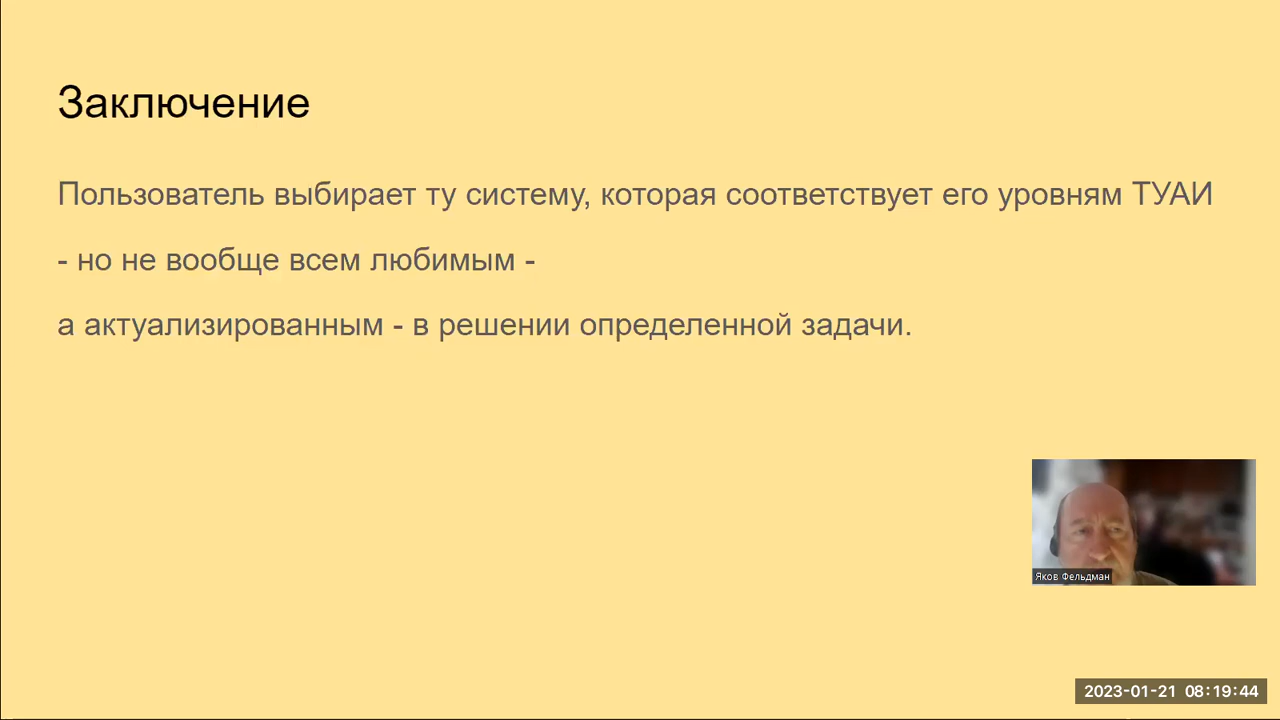 Заключение
Пользователь выбирает ту систему, которая соответствует его уровням ТУАИ
- но не вообще всем любимым -
а актуализированным - в решении определенной задачи.
Яков Фельдман
2023-01-21 08:19:44